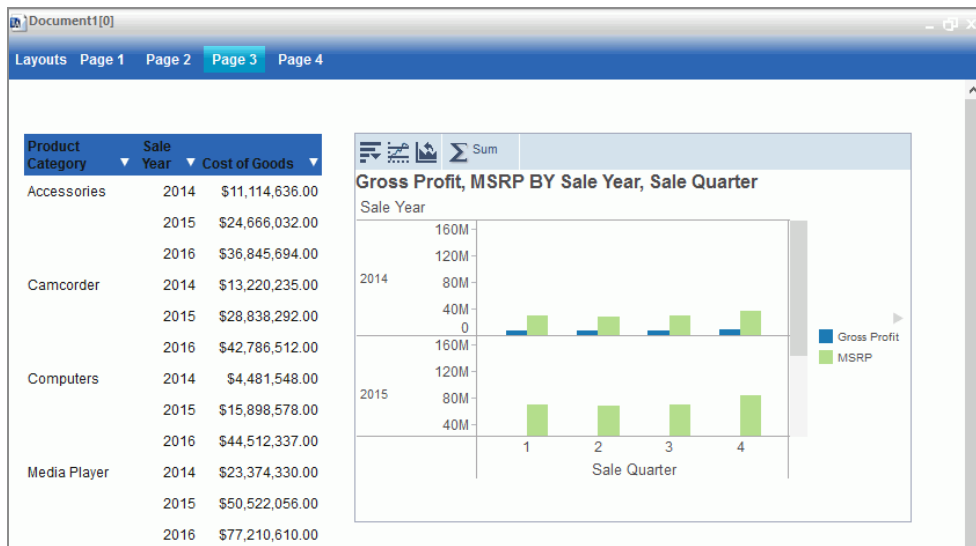 Document1[0]
Layouts Page 1 Page 2 Page 3 Page 4
Product Category Sale Year Cost of Goods
Accessories 2014 $11,114,636.00
2015 $24,666,032.00
2016 $36,845,694.00
Camcorder 2014 $13,220,235.00
2015 $28,838,292.00
2016 $42,786,512.00
Computers 2014 $4,481,548.00
2015 $15,898,578.00
2016 $44,512,337.00
Media Player 2014 $23,374,330.00
2015 $50,522,056.00
2016 $77,210,610.00
Sum
Gross Profit, MSRP BY Sale Year, Sale Quarter
Sale Year
160M
120M
2014 80M
40M
0
160M
120M
2015 80M
40M
1 2 3 4
Sale Quarter
Gross Profit
MSRP